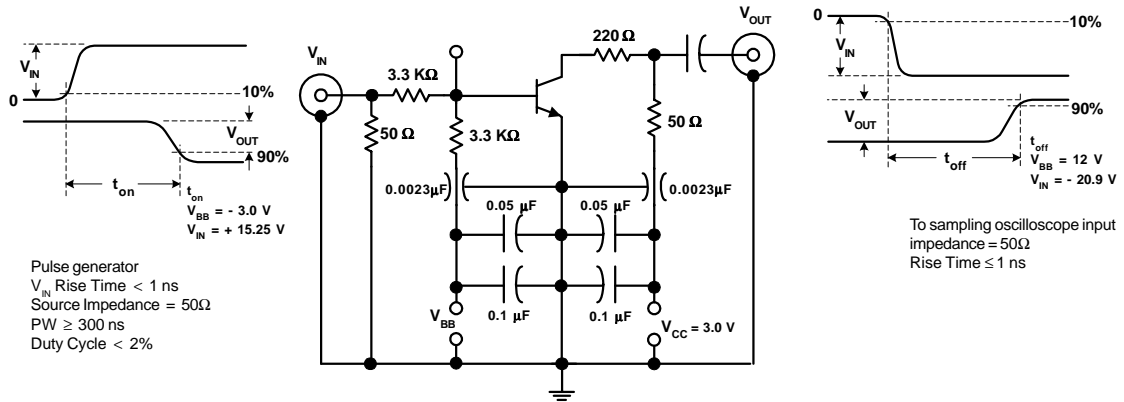 0
V_IN
10%
V_OUT
90%
t_on
t_on
V_BB = - 3.0 V
V_IN = + 15.25 V
Pulse generator
V_IN Rise Time < 1 ns
Source Impedance = 50Ω
PW ≥ 300 ns
Duty Cycle < 2%
V_IN
3.3 KΩ
50 Ω
3.3 KΩ
220 Ω
V_OUT
50 Ω
0.0023μF
0.0023μF
0.05 μF
0.05 μF
0.1 μF
0.1 μF
V_BB
V_CC = 3.0 V
0
V_IN
10%
V_OUT
90%
t_off
t_off
V_BB = 12 V
V_IN = - 20.9 V
To sampling oscilloscope input
impedance = 50Ω
Rise Time ≤ 1 ns